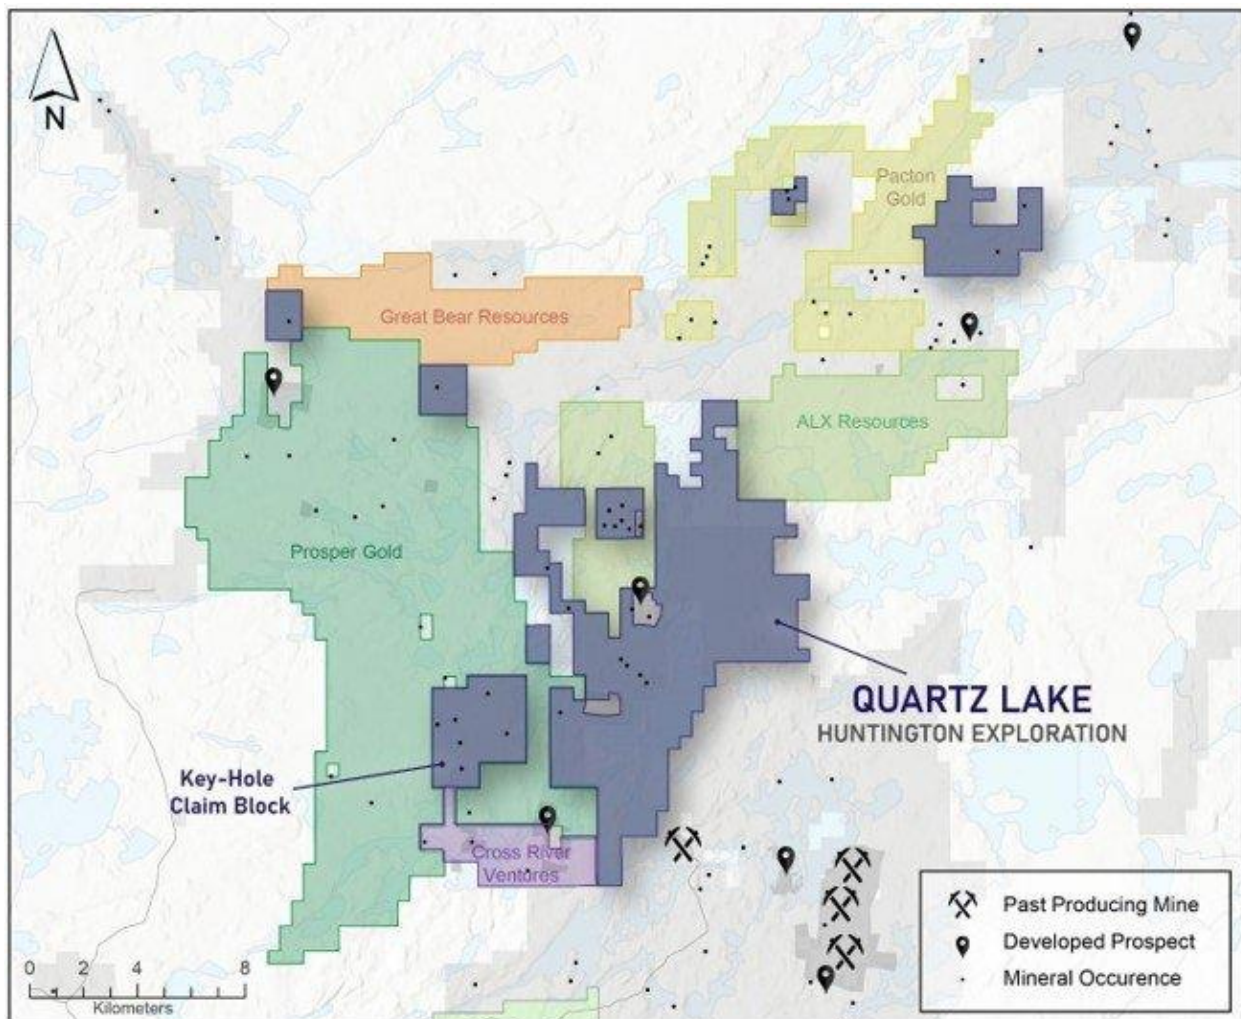 N
Pacton
Gold
Great Bear Resources
ALX Resources
Prosper Gold
QUARTZ LAKE
HUNTINGTON EXPLORATION
Key-Hole
Claim Block
Cross River
Ventures
Past Producing Mine
Developed Prospect
Mineral Occurence
0 2 4 8
Kilometers